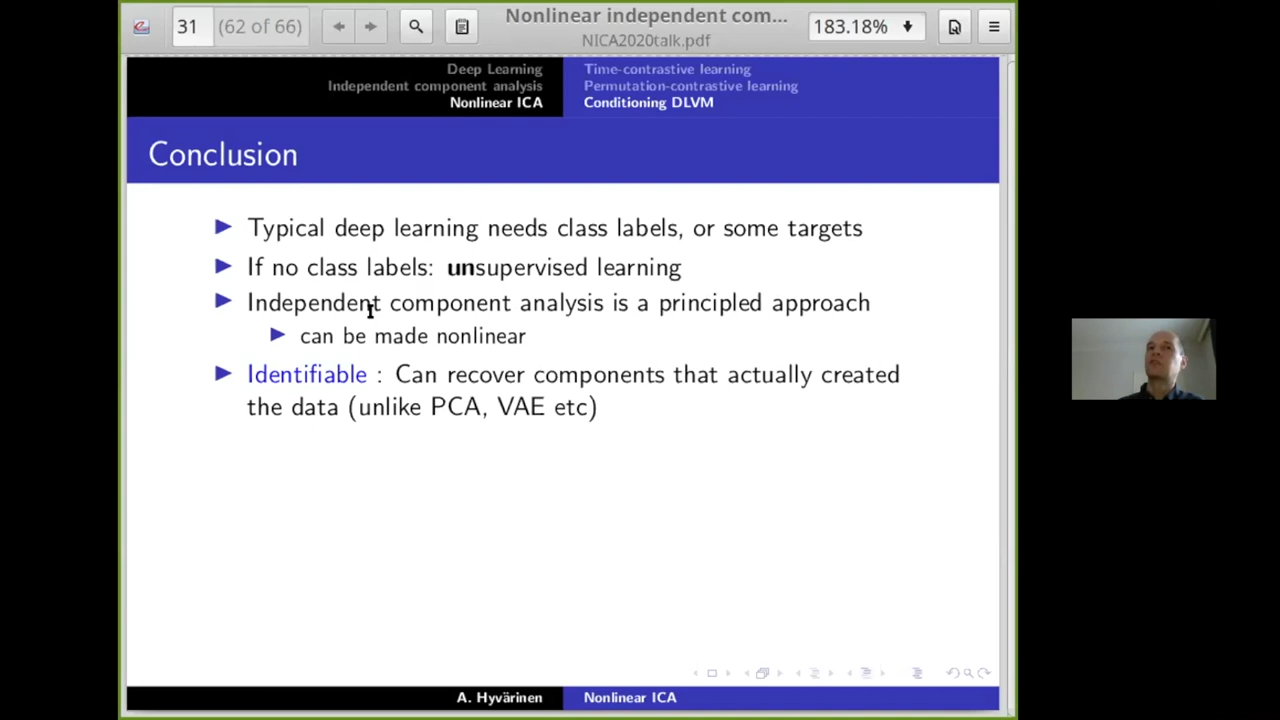 31 (62 of 66)
Nonlinear independent com...
NICA2020talk.pdf
183.18%
Deep Learning
Independent component analysis
Nonlinear ICA
Time-contrastive learning
Permutation-contrastive learning
Conditioning DLVM
Conclusion
Typical deep learning needs class labels, or some targets
If no class labels: unsupervised learning
Independent component analysis is a principled approach
can be made nonlinear
Identifiable : Can recover components that actually created
the data (unlike PCA, VAE etc)
A. Hyvärinen
Nonlinear ICA